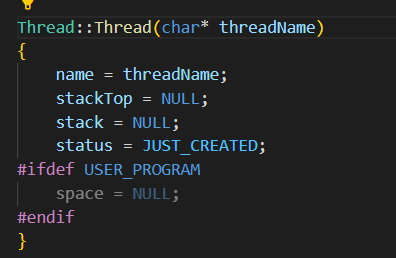 Thread::Thread(char* threadName)
{
    name = threadName;
    stackTop = NULL;
    stack = NULL;
    status = JUST_CREATED;
#ifdef USER_PROGRAM
    space = NULL;
#endif
}